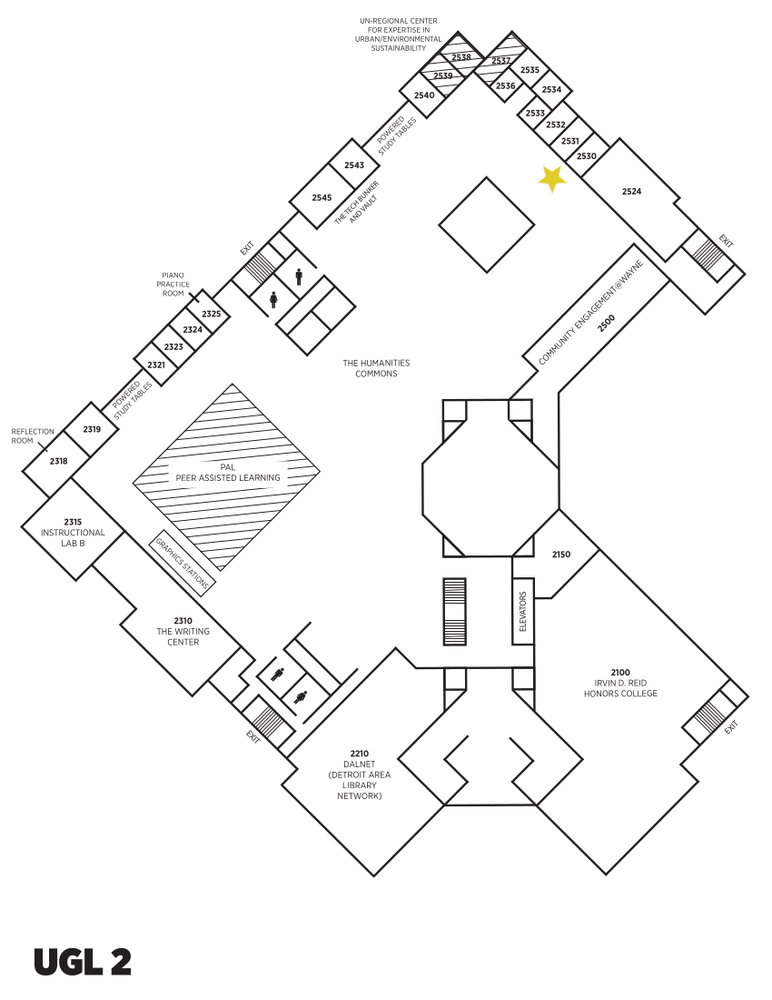 UN-REGIONAL CENTER
FOR EXPERTISE IN
URBAN/ENVIRONMENTAL
SUSTAINABILITY
2538
2537
2539
2535
2540
2536
2534
2533
2532
2531
2530
POWERED
STUDY TABLES
2543
2545
THE TECH BUNKER
AND VAULT
2524
EXIT
EXIT
PIANO
PRACTICE
ROOM
2325
2324
2323
2321
COMMUNITY ENGAGEMENT@WAYNE
2500
THE HUMANITIES
COMMONS
POWERED
STUDY TABLES
2319
REFLECTION
ROOM
2318
PAL
PEER ASSISTED LEARNING
2315
INSTRUCTIONAL
LAB B
GRAPHICS STATIONS
2150
ELEVATORS
2310
THE WRITING
CENTER
2100
IRVIN D. REID
HONORS COLLEGE
EXIT
EXIT
2210
DALNET
(DETROIT AREA
LIBRARY
NETWORK)
UGL 2